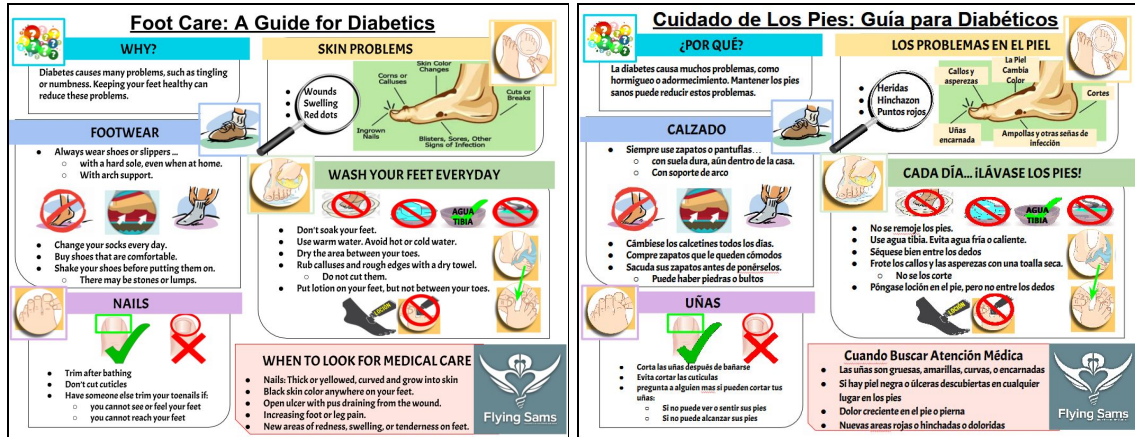 Foot Care: A Guide for Diabetics
WHY?
Diabetes causes many problems, such as tingling
or numbness. Keeping your feet healthy can
reduce these problems.
FOOTWEAR
Always wear shoes or slippers ...
with a hard sole, even when at home.
With arch support.
Change your socks every day.
Buy shoes that are comfortable.
Shake your shoes before putting them on.
There may be stones or lumps.
NAILS
Trim after bathing
Don't cut cuticles
Have someone else trim your toenails if:
you cannot see or feel your feet
you cannot reach your feet
SKIN PROBLEMS
Wounds
Swelling
Red dots
Skin Color
Changes
Corns or
Calluses
Cuts or
Breaks
Ingrown
Nails
Blisters, Sores, Other
Signs of Infection
WASH YOUR FEET EVERYDAY
AGUA
TIBIA
Don't soak your feet.
Use warm water. Avoid hot or cold water.
Dry the area between your toes.
Rub calluses and rough edges with a dry towel.
Do not cut them.
Put lotion on your feet, but not between your toes.
LOCIÓN
WHEN TO LOOK FOR MEDICAL CARE
Nails: Thick or yellowed, curved and grow into skin
Black skin color anywhere on your feet.
Open ulcer with pus draining from the wound.
Increasing foot or leg pain.
New areas of redness, swelling, or tenderness on feet.
Flying Sams
Cuidado de Los Pies: Guía para Diabéticos
¿POR QUÉ?
La diabetes causa muchos problemas, como
hormigueo o adormecimiento. Mantener los pies
sanos puede reducir estos problemas.
CALZADO
Siempre use zapatos o pantuflas...
con suela dura, aún dentro de la casa.
Con soporte de arco
Cámbiese los calcetines todos los días.
Compre zapatos que le queden cómodos
Sacuda sus zapatos antes de ponérselos.
Puede haber piedras o bultos
UÑAS
Corta las uñas después de bañarse
Evita cortar las cutículas
pregunta a alguien mas si pueden cortar tus
uñas:
Si no puede ver o sentir sus pies
Si no puede alcanzar sus pies
LOS PROBLEMAS EN EL PIEL
Heridas
Hinchazon
Puntos rojos
Callos y
asperezas
La Piel
Cambia
Color
Cortes
Uñas
encarnada
Ampollas y otras señas de
infección
CADA DÍA... ¡LÁVASE LOS PIES!
AGUA
TIBIA
No se remoje los pies.
Use agua tibia. Evita agua fría o caliente.
Séquese bien entre los dedos
Frote los callos y las asperezas con una toalla seca.
No se los corte
Póngase loción en el pie, pero no entre los dedos
LOCIÓN
Cuando Buscar Atención Médica
Las uñas son gruesas, amarillas, curvas, o encarnadas
Si hay piel negra o úlceras descubiertas en cualquier
lugar en los pies
Dolor creciente en el pie o pierna
Nuevas areas rojas o hinchadas o doloridas
Flying Sams